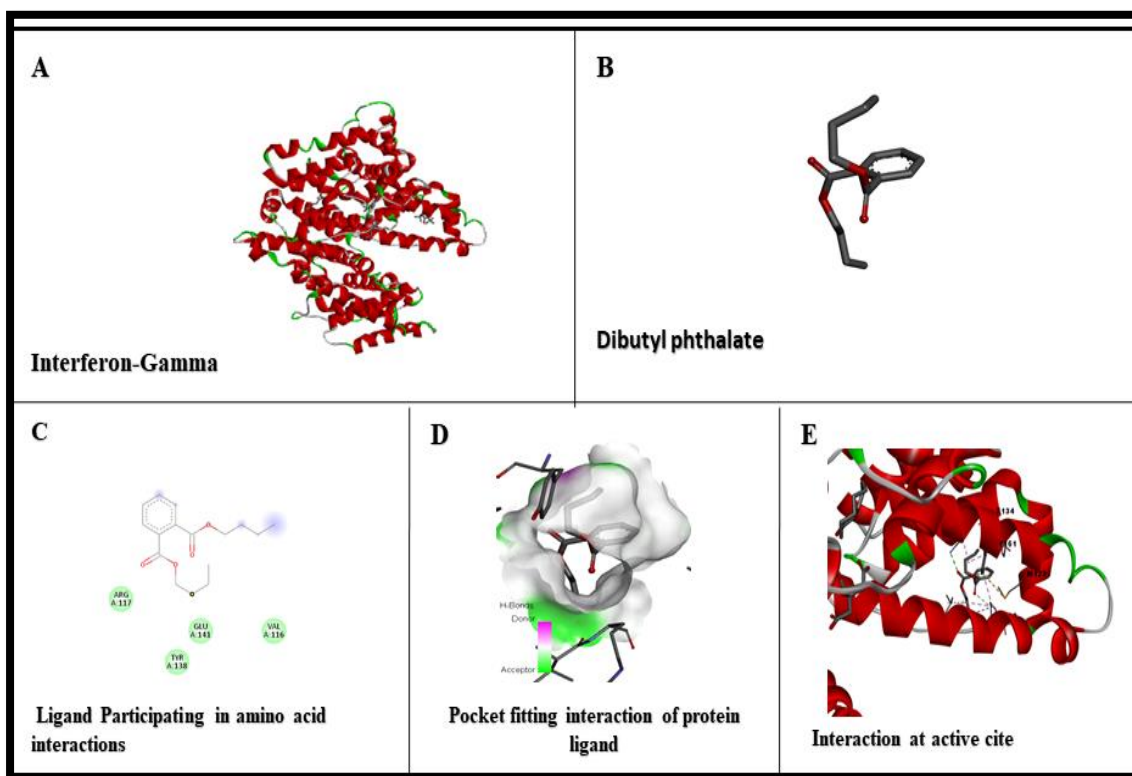 A
Interferon-Gamma
B
Dibutyl phthalate
C
ARG
A:117
GLU
A:141
VAL
A:116
TYR
A:138
Ligand Participating in amino acid
interactions
D
H-Bonds
Donor
Acceptor
Pocket fitting interaction of protein
ligand
E
Interaction at active cite